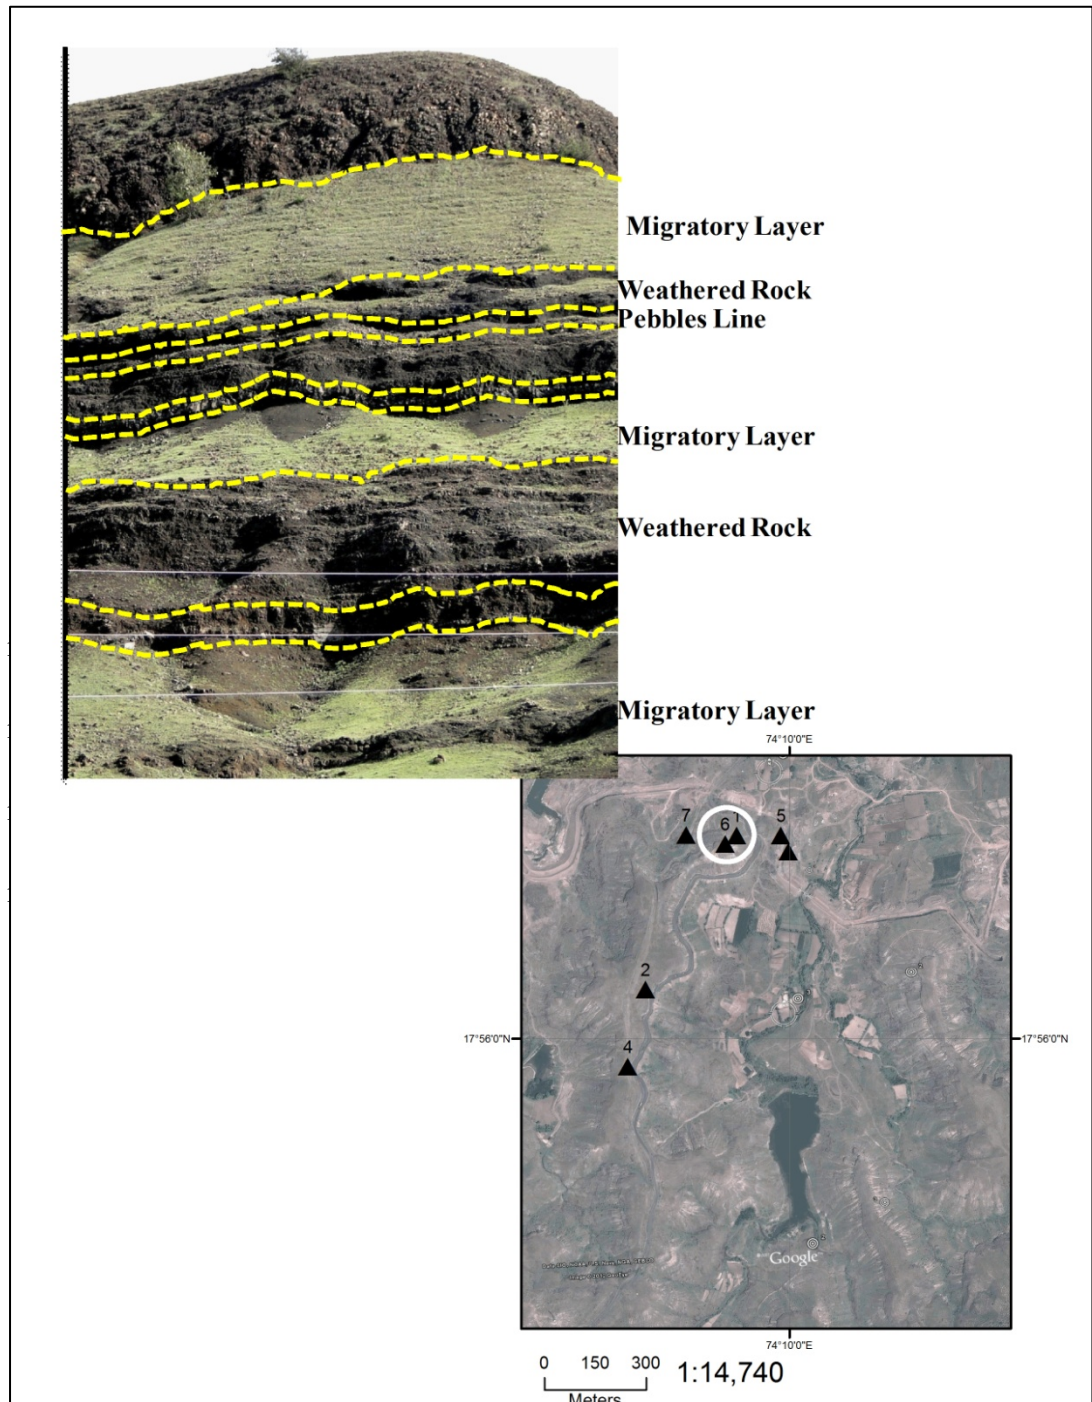 Migratory Layer
Weathered Rock
Pebbles Line
Migratory Layer
Weathered Rock
Migratory Layer
74°10'0"E
7
6
1
5
2
17°56'0"N
17°56'0"N
4
Google
74°10'0"E
0 150 300
1:14,740
Meters